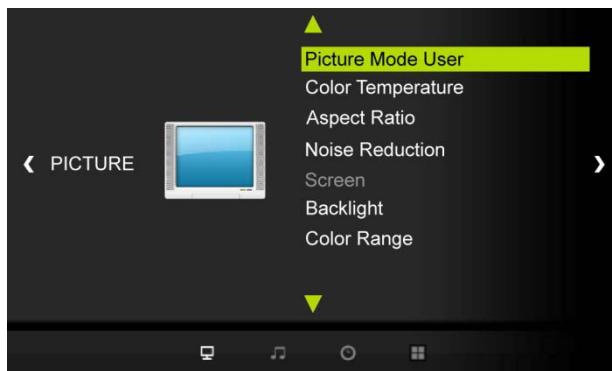 PICTURE
Picture Mode User
Color Temperature
Aspect Ratio
Noise Reduction
Screen
Backlight
Color Range